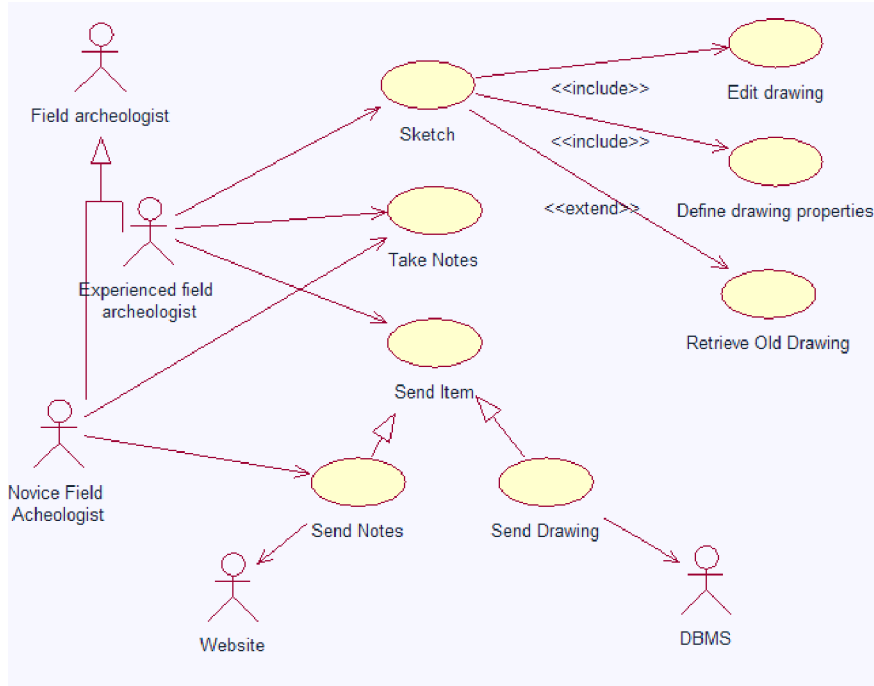 Field archeologist
Sketch
<<include>>
Edit drawing
<<include>>
Define drawing properties
<<extend>>
Experienced field
archeologist
Take Notes
Retrieve Old Drawing
Send Item
Novice Field
Acheologist
Send Notes
Send Drawing
Website
DBMS